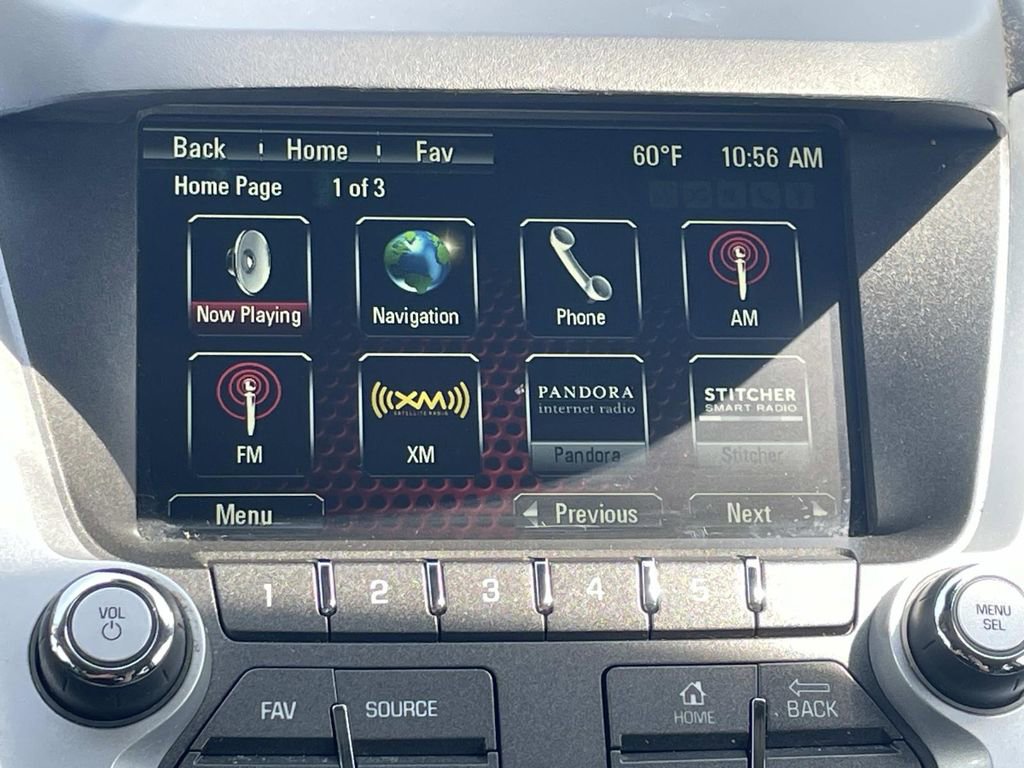 Back Home Fav 60°F 10:56 AM
Home Page 1 of 3
Now Playing Navigation Phone AM
PANDORA
internet radio
STITCHER
SMART RADIO
XM
SATELLITE RADIO
FM XM Pandora Stitcher
Menu Previous Next
1 2 3 4 5
VOL
MENU
SEL
FAV SOURCE HOME BACK